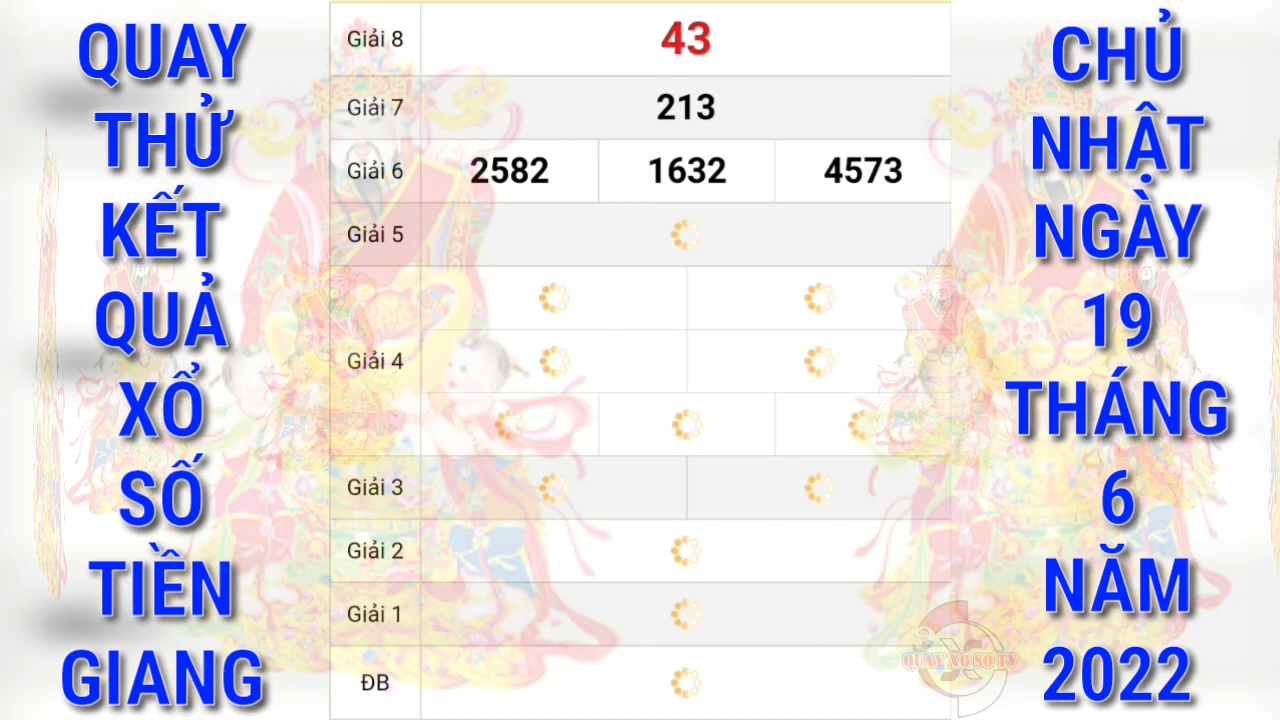 QUAY
THỬ
KẾT
QUẢ
XỔ
SỐ
TIỀN
GIANG
Giải 8 43
Giải 7 213
Giải 6 2582 1632 4573
Giải 5
Giải 4
Giải 3
Giải 2
Giải 1
ĐB
CHỦ
NHẬT
NGÀY
19
THÁNG
6
NĂM
2022
QUAY XO SO TV